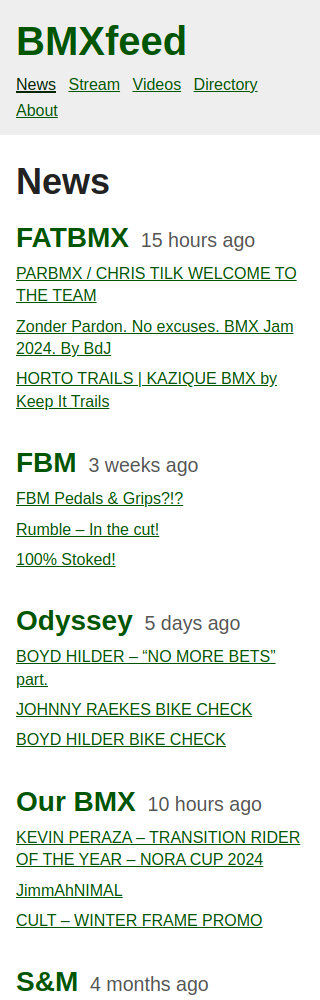 BMXfeed
News Stream Videos Directory
About
News
FATBMX 15 hours ago
PARBMX / CHRIS TILK WELCOME TO
THE TEAM
Zonder Pardon. No excuses. BMX Jam
2024. By BdJ
HORTO TRAILS | KAZIQUE BMX by
Keep It Trails
FBM 3 weeks ago
FBM Pedals & Grips?!?
Rumble – In the cut!
100% Stoked!
Odyssey 5 days ago
BOYD HILDER – “NO MORE BETS”
part.
JOHNNY RAEKES BIKE CHECK
BOYD HILDER BIKE CHECK
Our BMX 10 hours ago
KEVIN PERAZA – TRANSITION RIDER
OF THE YEAR – NORA CUP 2024
JimmAhNIMAL
CULT – WINTER FRAME PROMO
S&M 4 months ago